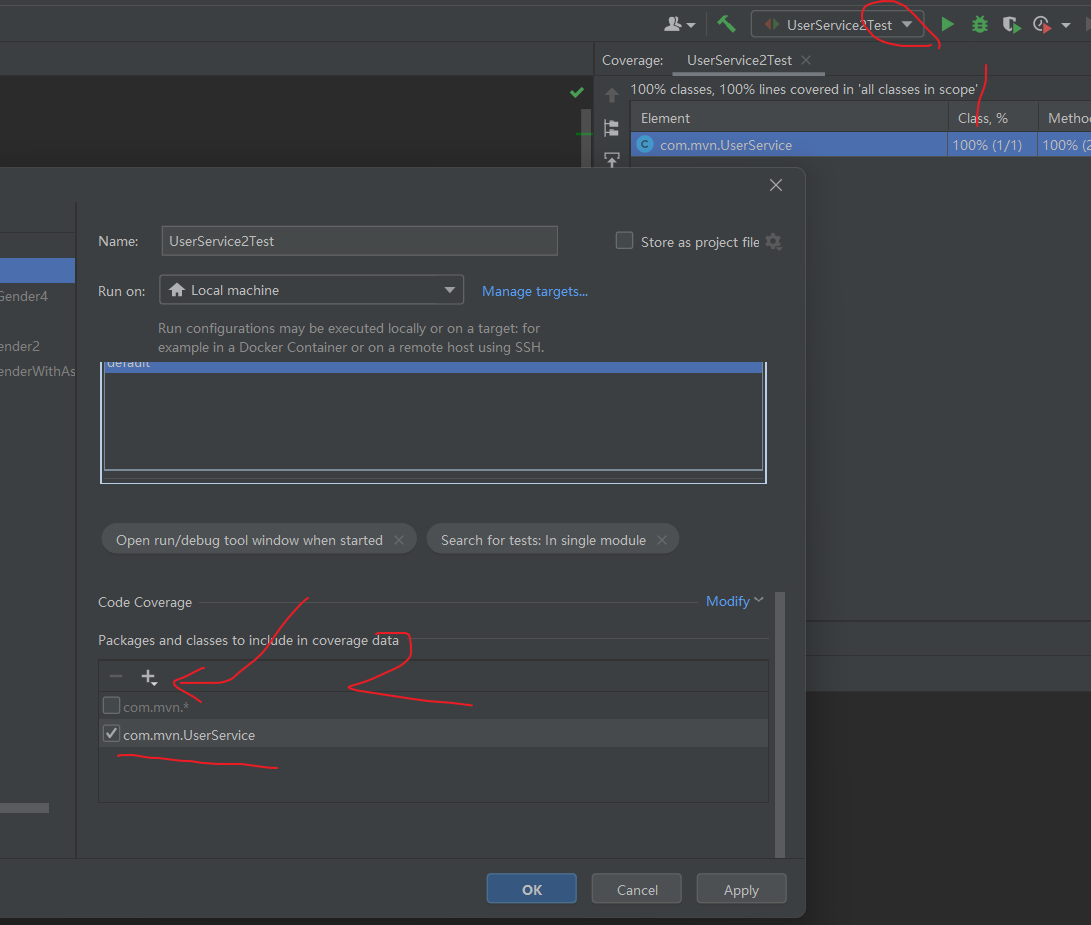 UserService2Test
Coverage: UserService2Test
100% classes, 100% lines covered in 'all classes in scope'
Element Class, %
com.mvn.UserService 100% (1/1) 100% (2
Name: UserService2Test Store as project file
Run on: Local machine Manage targets...
Gender4
Run configurations may be executed locally or on a target: for
example in a Docker Container or on a remote host using SSH.
ender2
default
enderWithAs
Open run/debug tool window when started Search for tests: In single module
Code Coverage Modify
Packages and classes to include in coverage data
com.mvn.*
com.mvn.UserService
OK Cancel Apply